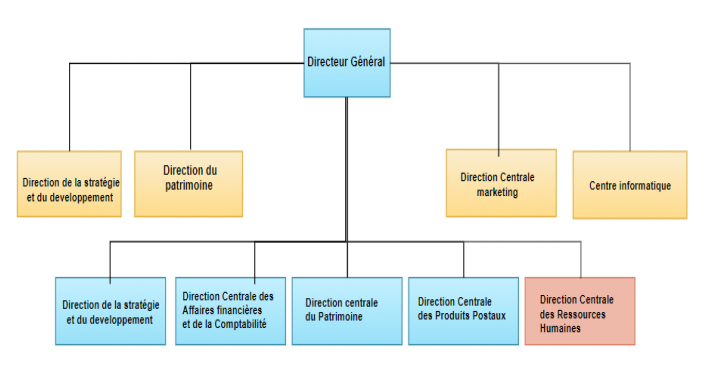 Directeur Général
Direction de la stratégie
et du developpement
Direction du
patrimoine
Direction Centrale
marketing
Centre informatique
Direction de la stratégie
et du developpement
Direction Centrale des
Affaires financières
et de la Comptabilité
Direction centrale
du Patrimoine
Direction Centrale
des Produits Postaux
Direction Centrale
des Ressources
Humaines